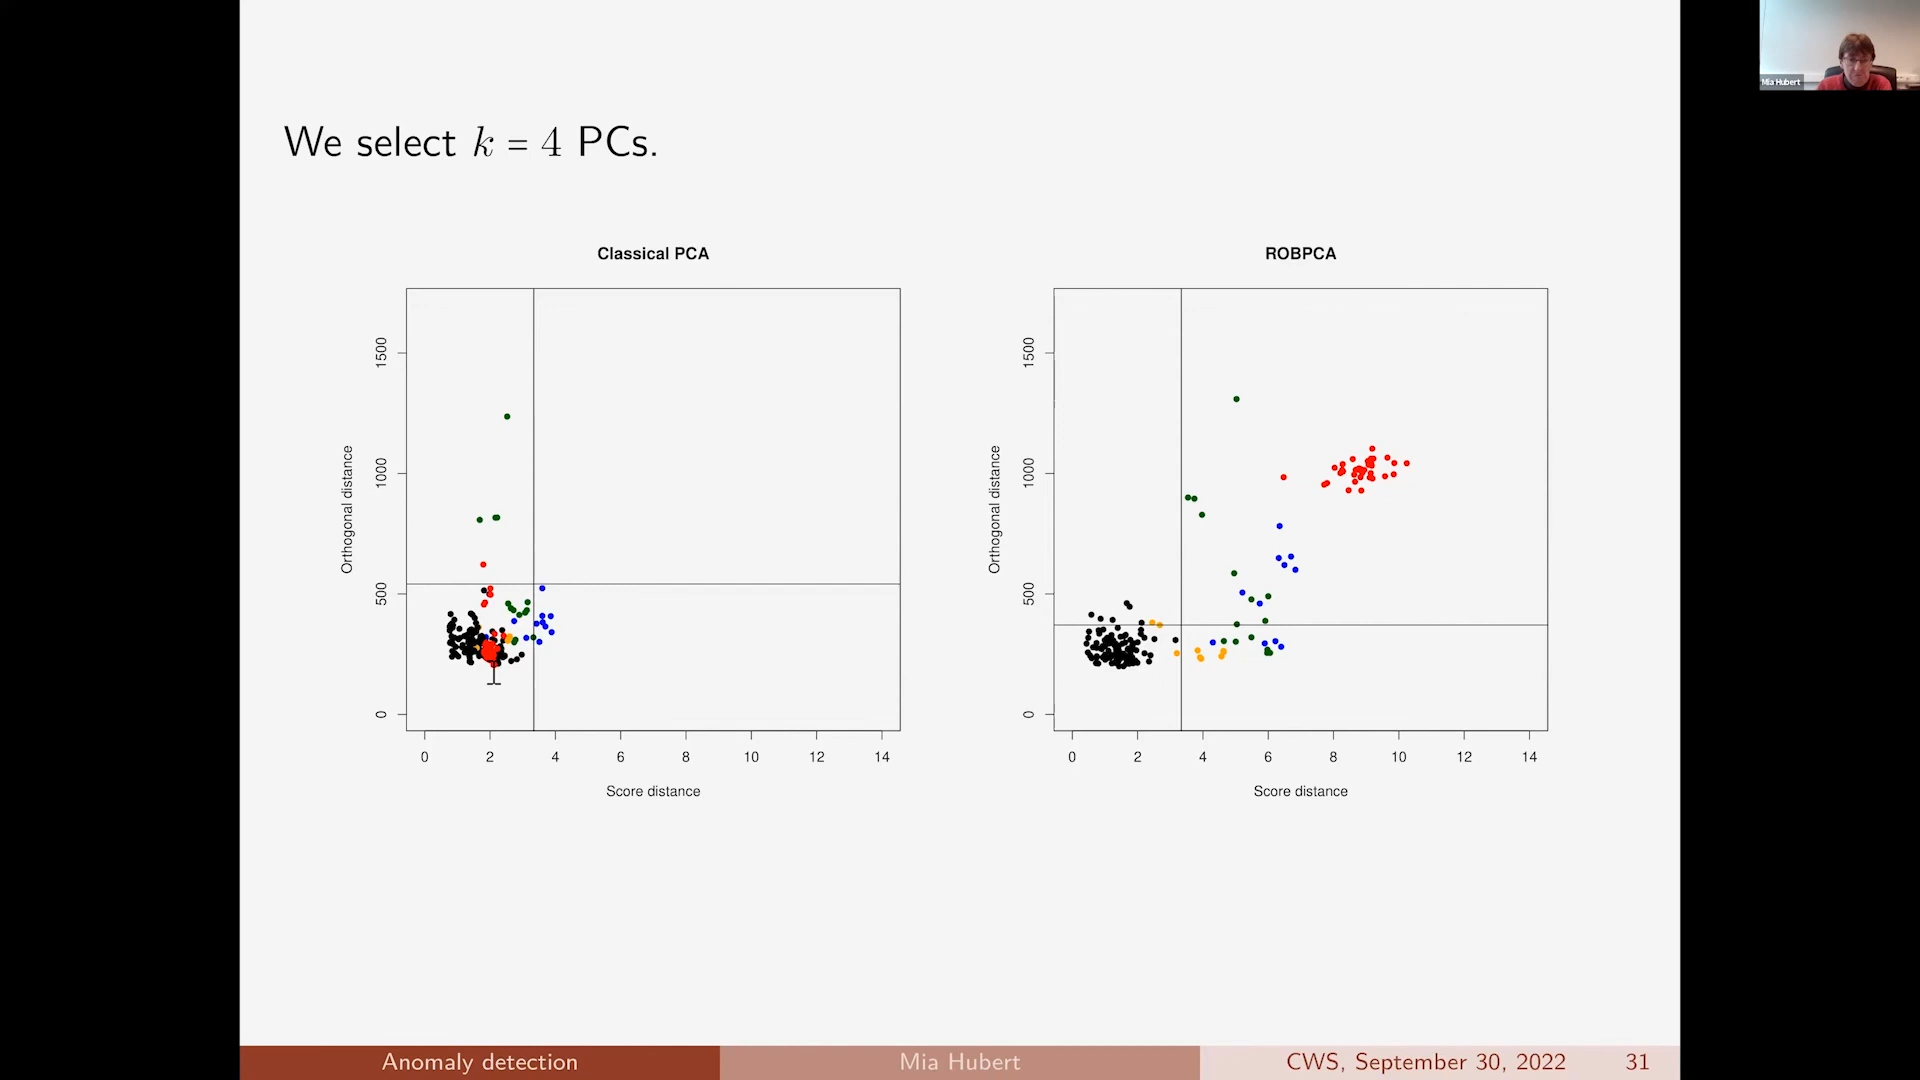 Mia Hubert
We select k = 4 PCs.
Classical PCA
Orthogonal distance
1500
1000
500
0
0 2 4 6 8 10 12 14
Score distance
ROBPCA
Orthogonal distance
1500
1000
500
0
0 2 4 6 8 10 12 14
Score distance
Anomaly detection Mia Hubert CWS, September 30, 2022 31